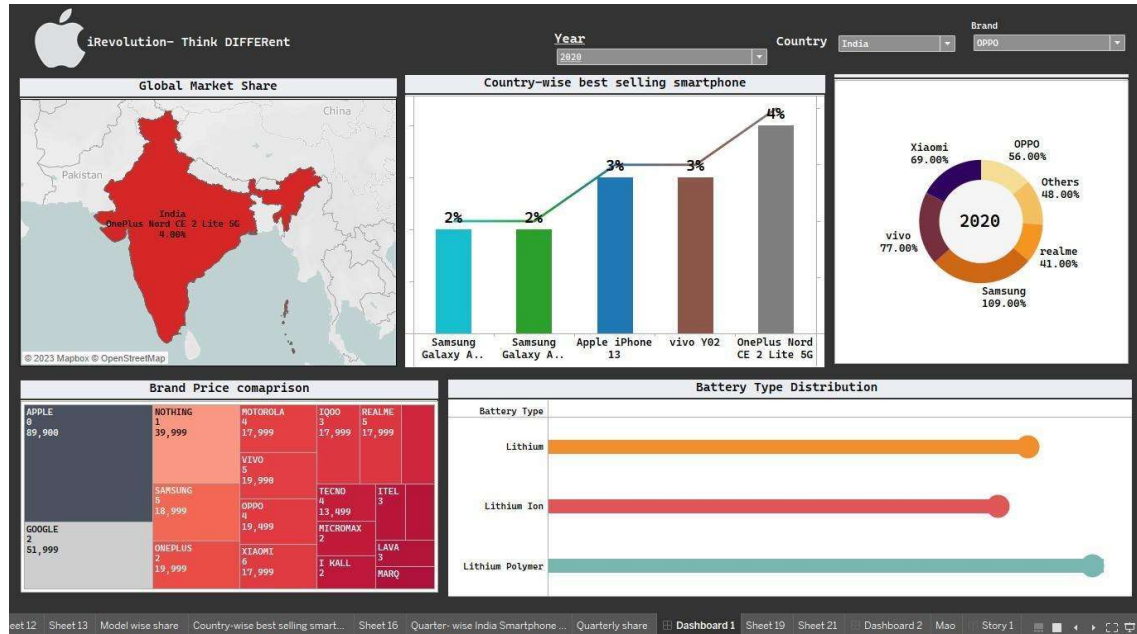 iRevolution- Think DIFFERent
Year
2020
Country
India
Brand
OPPO
Global Market Share
China
Pakistan
India
OnePlus Nord CE 2 Lite 5G
4.00%
© 2023 Mapbox © OpenStreetMap
Country-wise best selling smartphone
2%
2%
3%
3%
4%
Samsung
Galaxy A..
Samsung
Galaxy A..
Apple iPhone
13
vivo Y02
OnePlus Nord
CE 2 Lite 5G
Xiaomi
69.00%
OPPO
56.00%
Others
48.00%
2020
vivo
77.00%
realme
41.00%
Samsung
109.00%
Brand Price comaprison
APPLE
0
89,900
GOOGLE
2
51,999
NOTHING
1
39,999
SAMSUNG
5
18,999
ONEPLUS
2
19,999
MOTOROLA
4
17,999
VIVO
5
19,990
OPPO
4
19,499
XIAOMI
6
17,999
IQOO
3
17,999
REALME
5
17,999
TECNO
4
13,499
MICROMAX
2
I KALL
2
ITEL
3
LAVA
3
MARQ
Battery Type Distribution
Battery Type
Lithium
Lithium Ion
Lithium Polymer
eet 12 Sheet 13 Model wise share Country-wise best selling smart... Sheet 16 Quarter- wise India Smartphone ... Quarterly share Dashboard 1 Sheet 19 Sheet 21 Dashboard 2 Mao Story 1